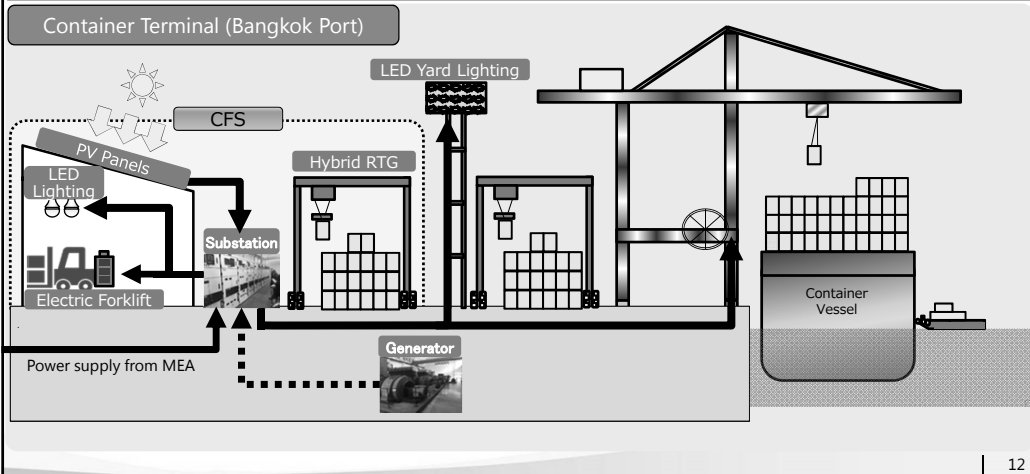 Container Terminal (Bangkok Port)
LED Yard Lighting
CFS
PV Panels
Hybrid RTG
LED
Lighting
Substation
Electric Forklift
Container
Vessel
Generator
Power supply from MEA
12